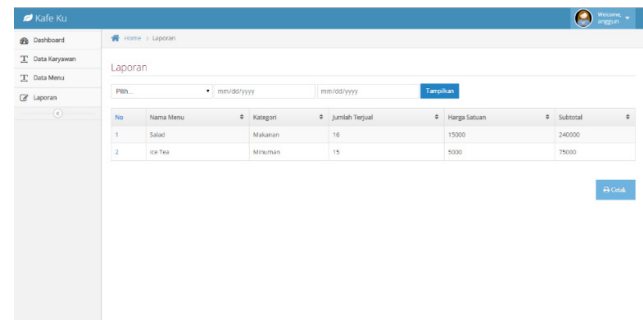 Kafe Ku
Welcome, anggun
Dashboard
Data Karyawan
Data Menu
Laporan
Home > Laporan
Laporan
Pilih... mm/dd/yyyy mm/dd/yyyy Tampilkan
No Nama Menu Kategori Jumlah Terjual Harga Satuan Subtotal
1 Salad Makanan 16 15000 240000
2 Ice Tea Minuman 15 5000 75000
Cetak